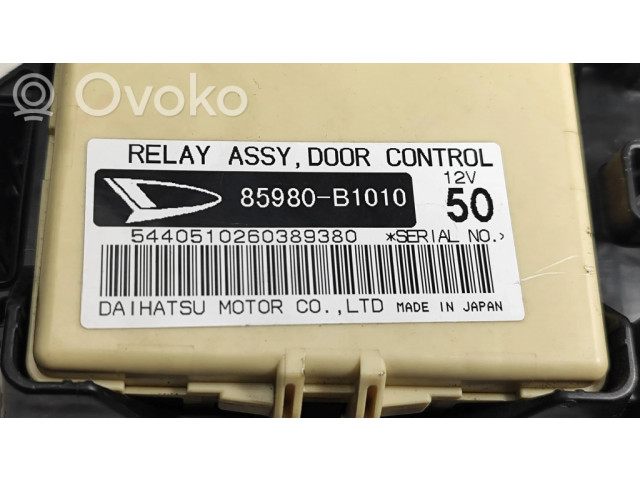 Ovoko
RELAY ASSY, DOOR CONTROL
85980-B1010
12V
50
5440510260389380 *SERIAL NO.>
DAIHATSU MOTOR CO.,LTD MADE IN JAPAN